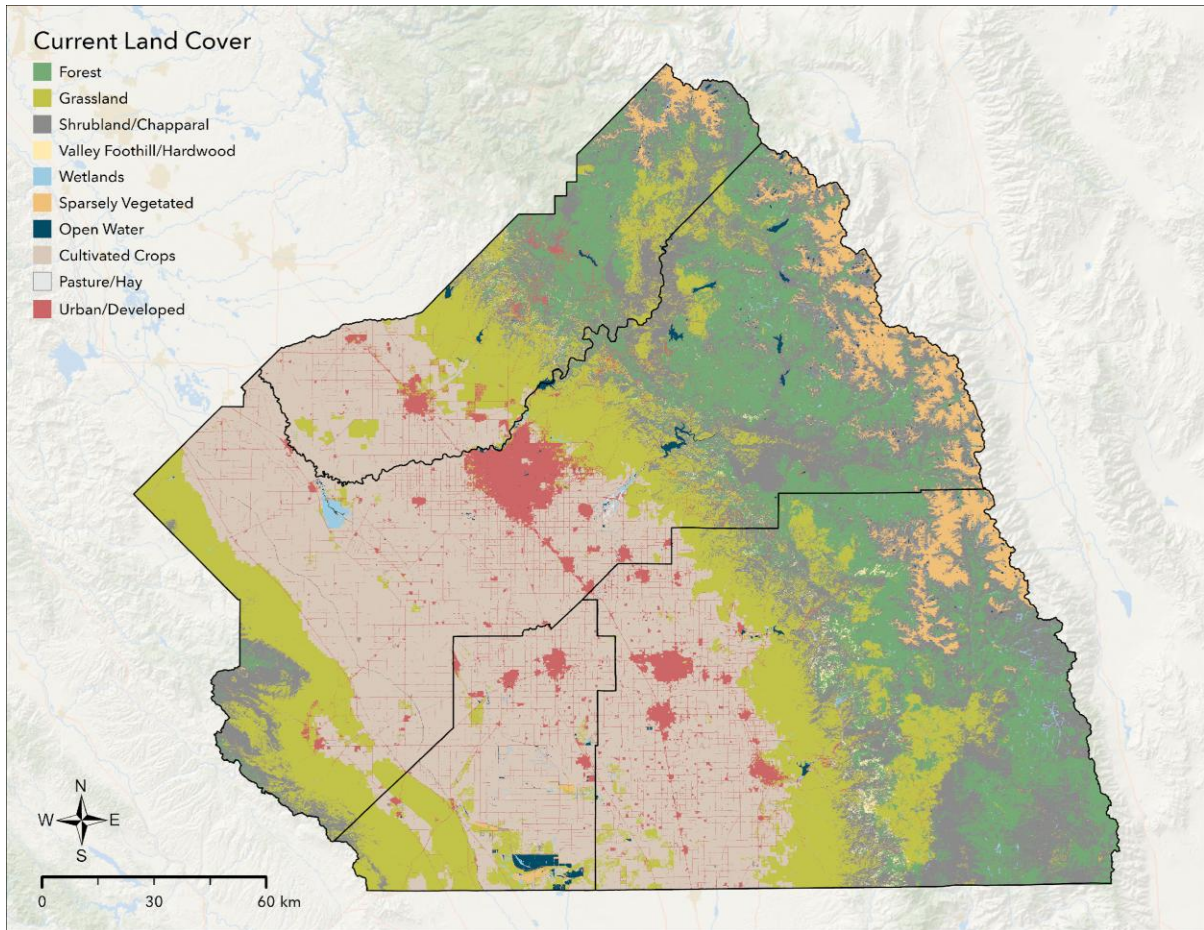 Current Land Cover
Forest
Grassland
Shrubland/Chapparal
Valley Foothill/Hardwood
Wetlands
Sparsely Vegetated
Open Water
Cultivated Crops
Pasture/Hay
Urban/Developed
N
W E
S
0 30 60 km